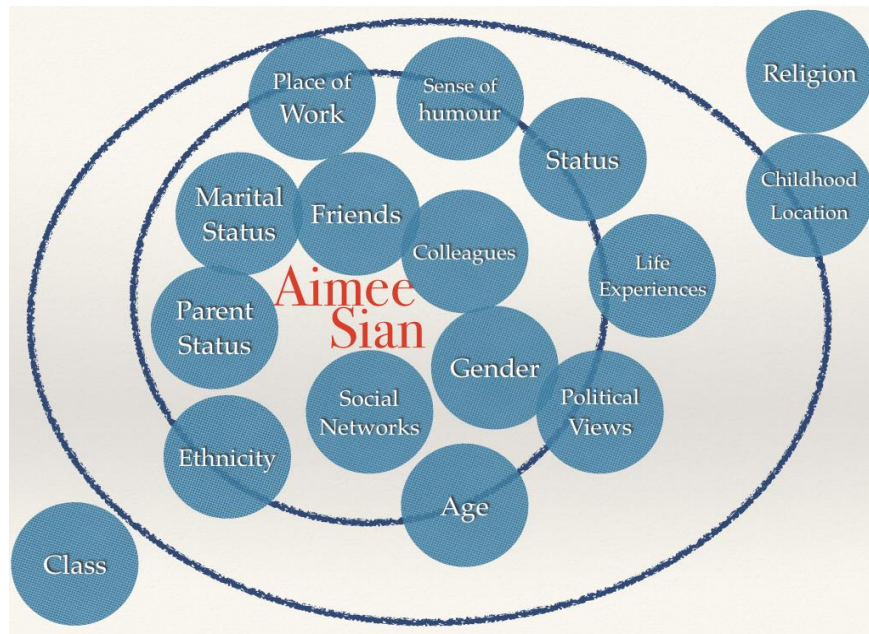 Religion
Place of
Work
Sense of
humour
Status
Childhood
Location
Marital
Status
Friends
Colleagues
Life
Experiences
Aimee
Sian
Parent
Status
Gender
Social
Networks
Political
Views
Ethnicity
Age
Class